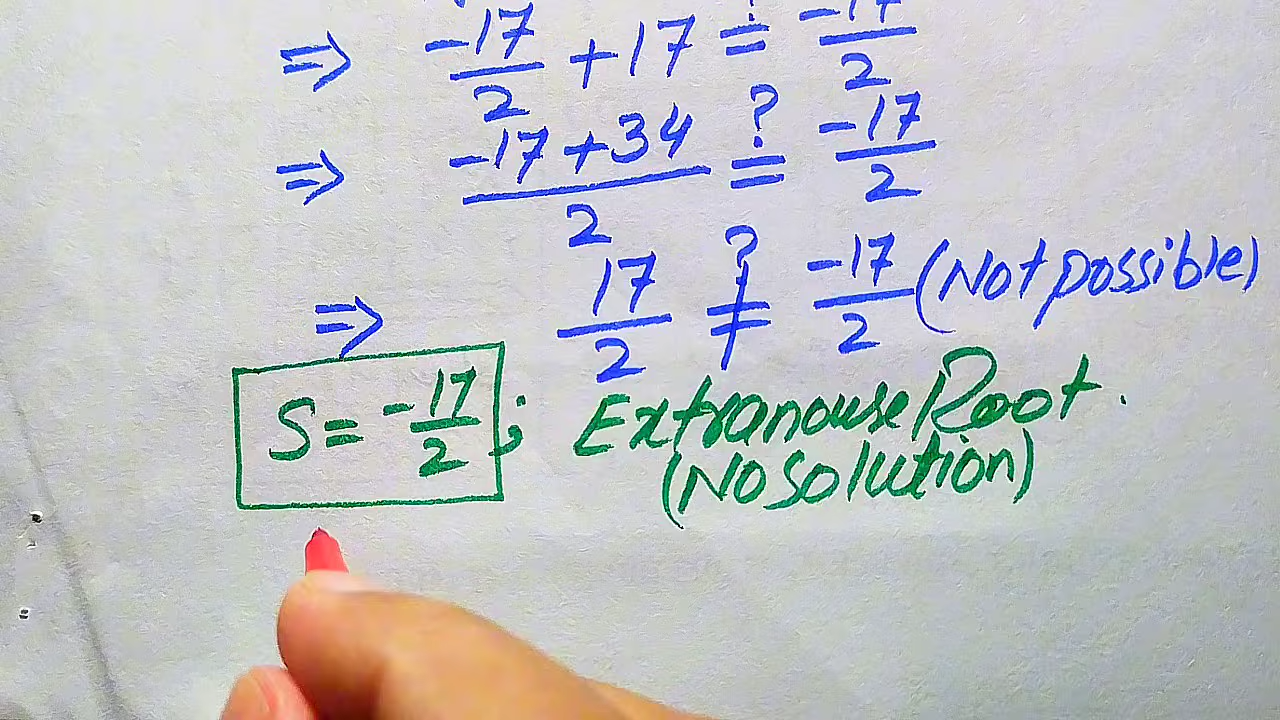 ⇒ -17/2 + 17 ≟ -17/2
⇒ (-17+34)/2 ≟ -17/2
⇒ 17/2 ≠? -17/2 (Not possible)
S = -17/2 ; Extranouse Root.
(No solution)